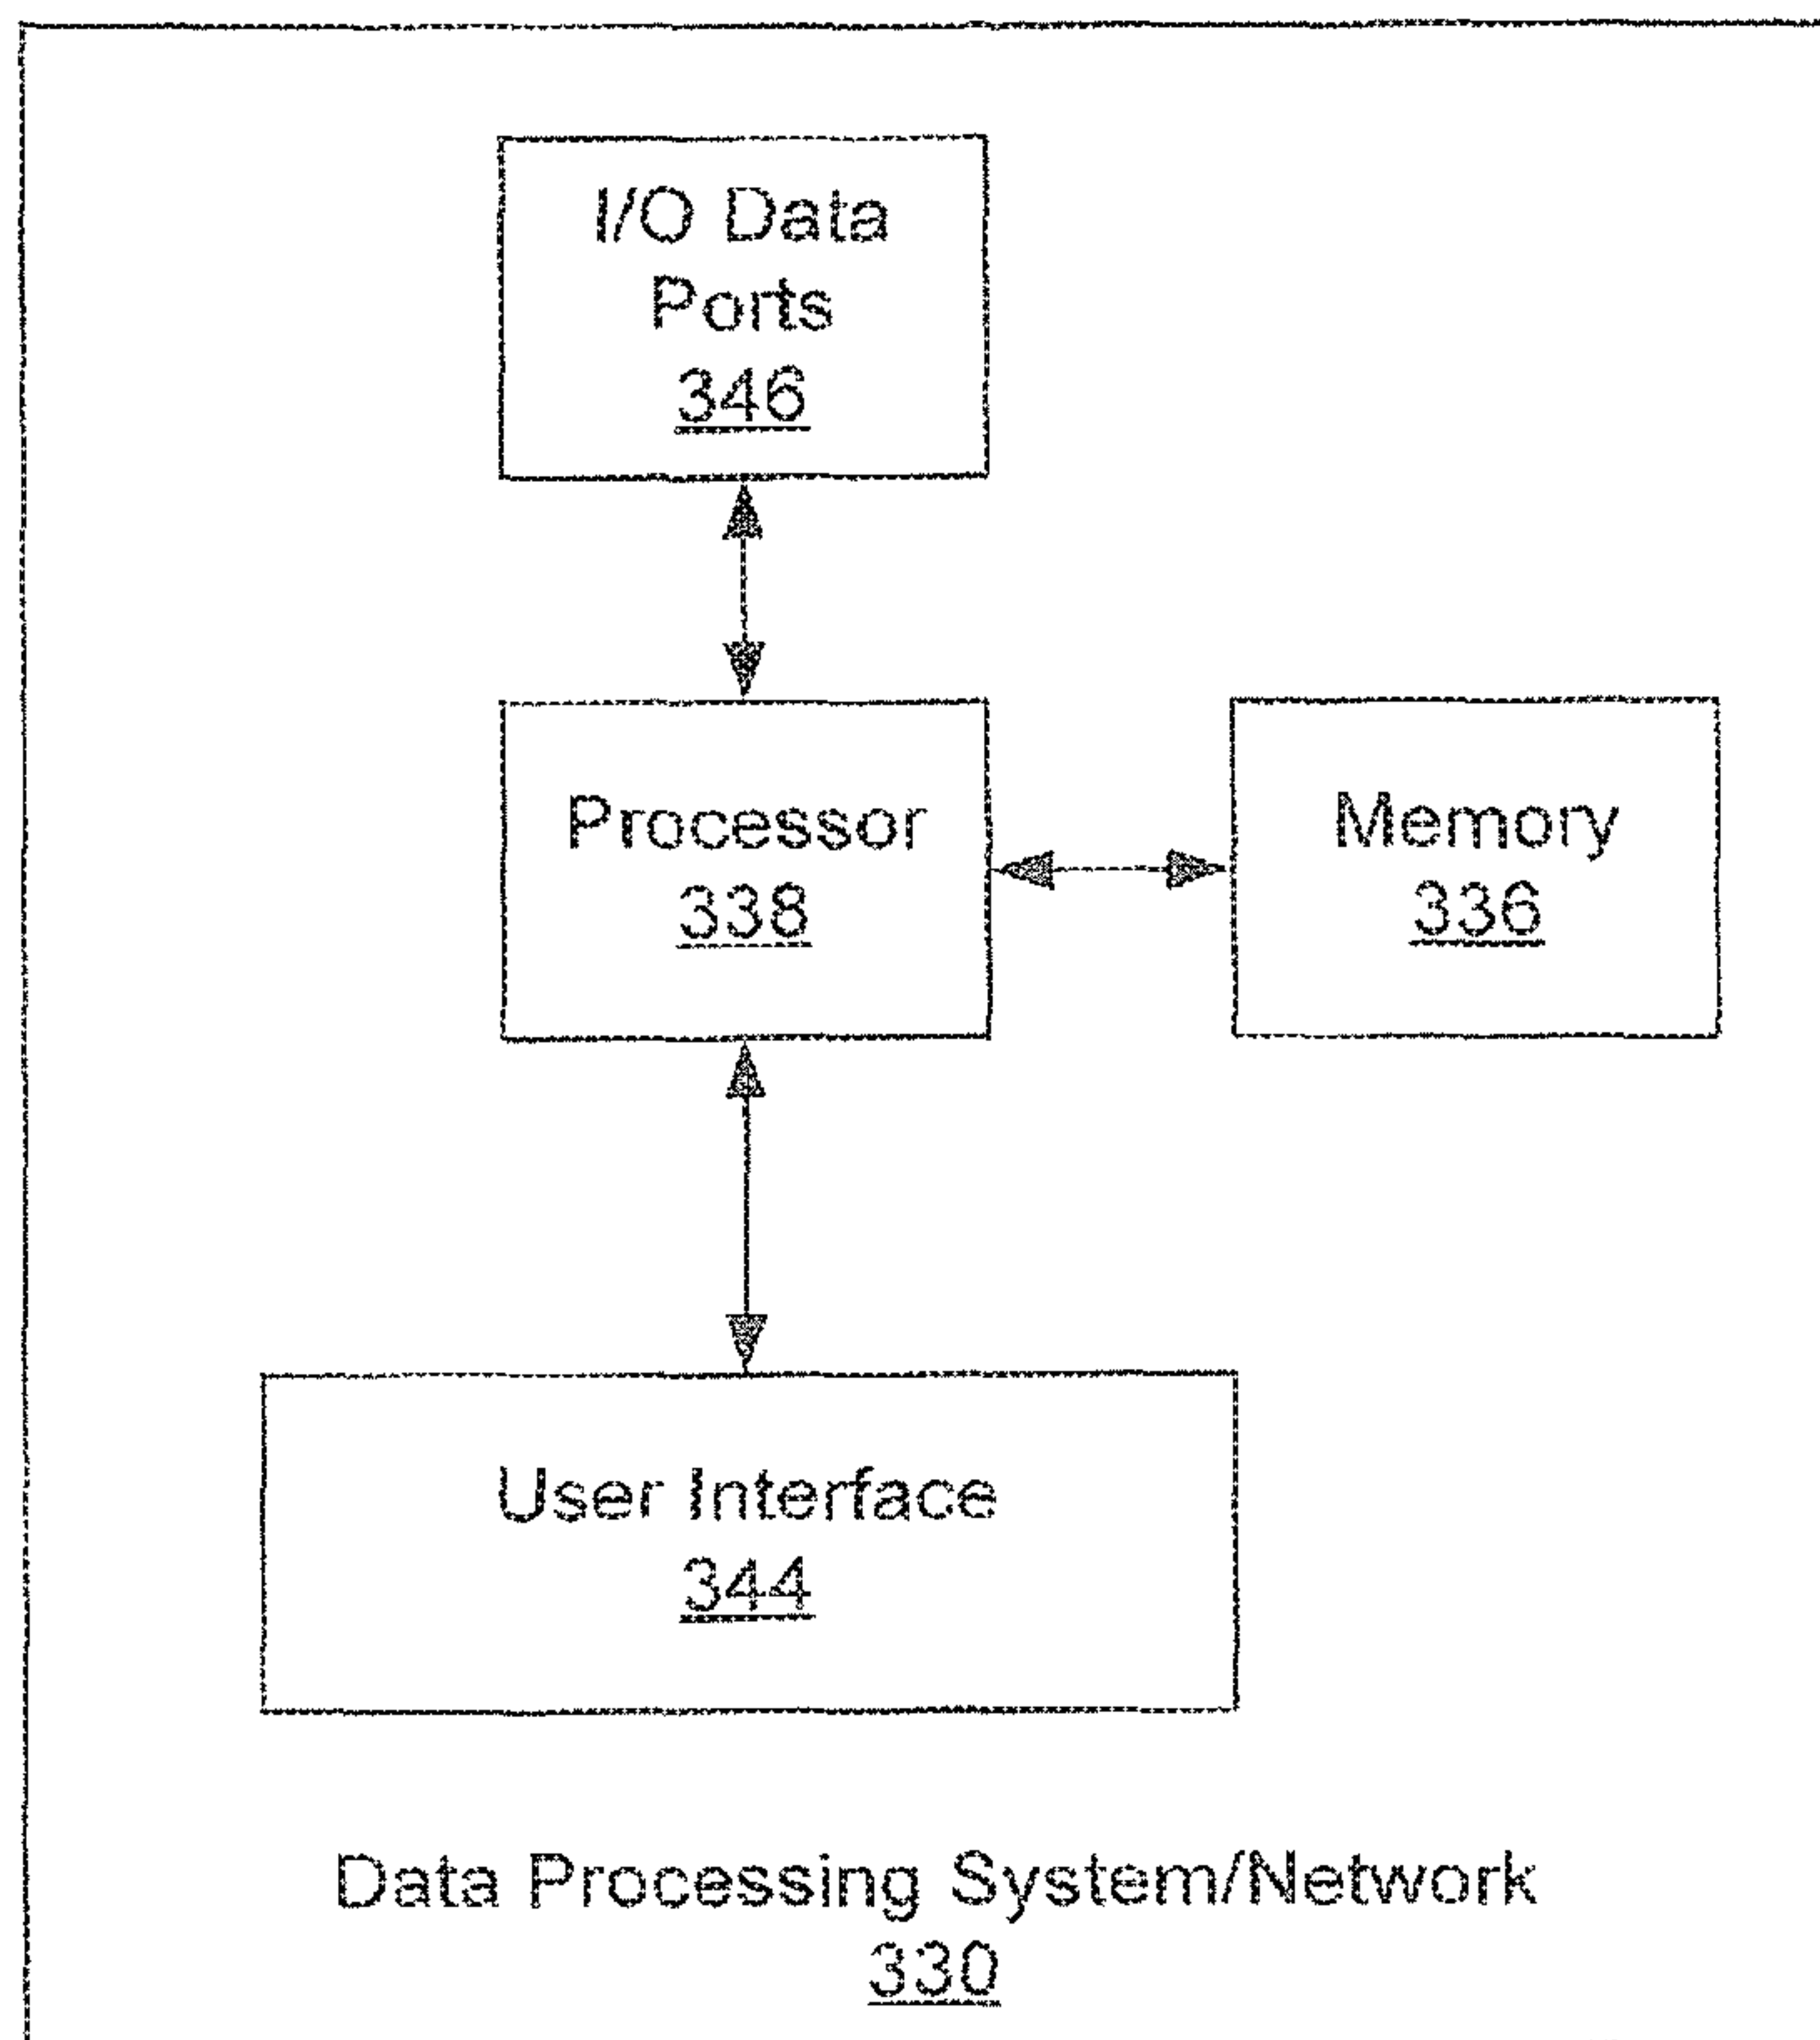 I/O Data
Ports
346
Processor
338
Memory
336
User Interface
344
Data Processing System/Network
330